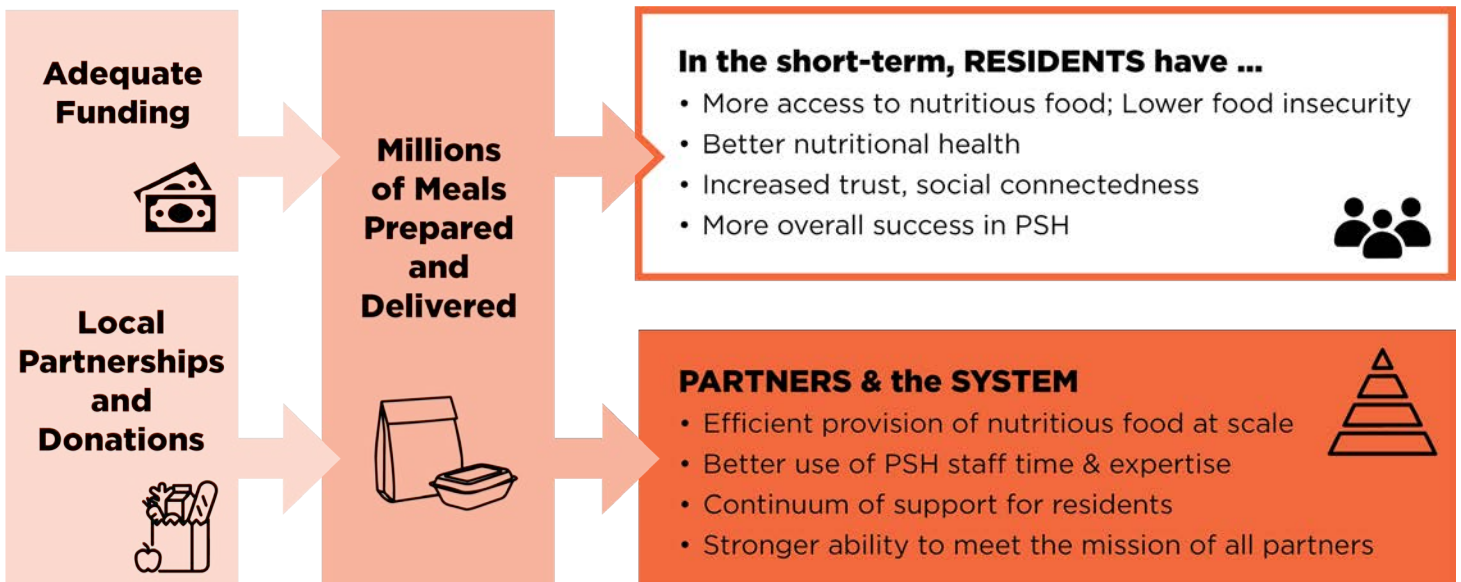 Adequate
Funding
Local
Partnerships
and
Donations
Millions
of Meals
Prepared
and
Delivered
In the short-term, RESIDENTS have ...
• More access to nutritious food; Lower food insecurity
• Better nutritional health
• Increased trust, social connectedness
• More overall success in PSH
PARTNERS & the SYSTEM
• Efficient provision of nutritious food at scale
• Better use of PSH staff time & expertise
• Continuum of support for residents
• Stronger ability to meet the mission of all partners